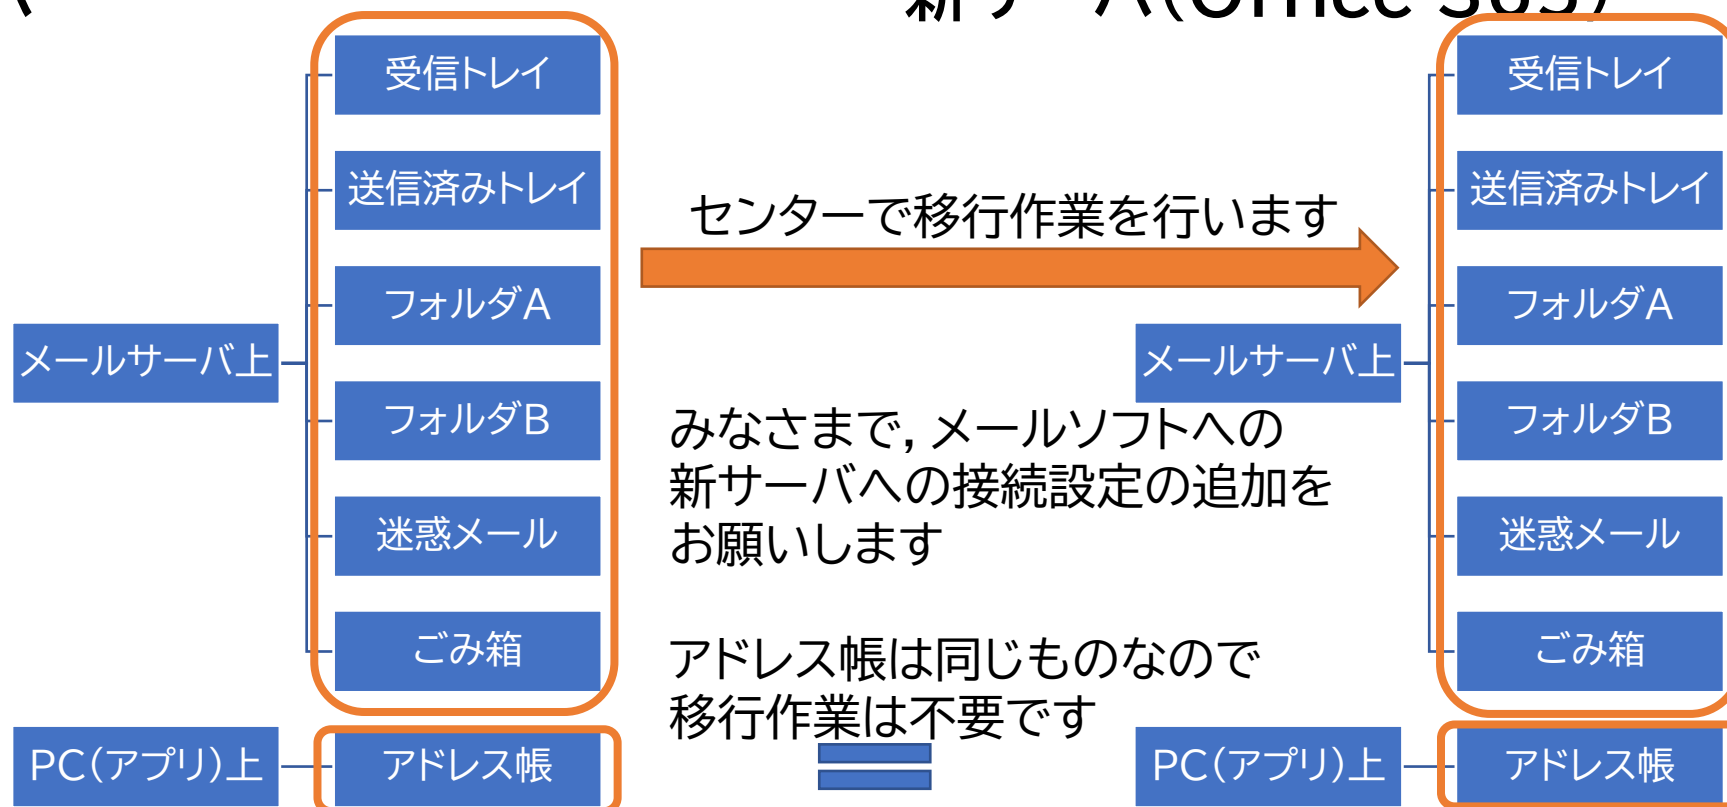 新サーバ(Office 365)
受信トレイ
送信済みトレイ
フォルダA
メールサーバ上
フォルダB
迷惑メール
ごみ箱
PC(アプリ)上
アドレス帳
センターで移行作業を行います
みなさまで,メールソフトへの
新サーバへの接続設定の追加を
お願いします
アドレス帳は同じものなので
移行作業は不要です
受信トレイ
送信済みトレイ
フォルダA
メールサーバ上
フォルダB
迷惑メール
ごみ箱
PC(アプリ)上
アドレス帳